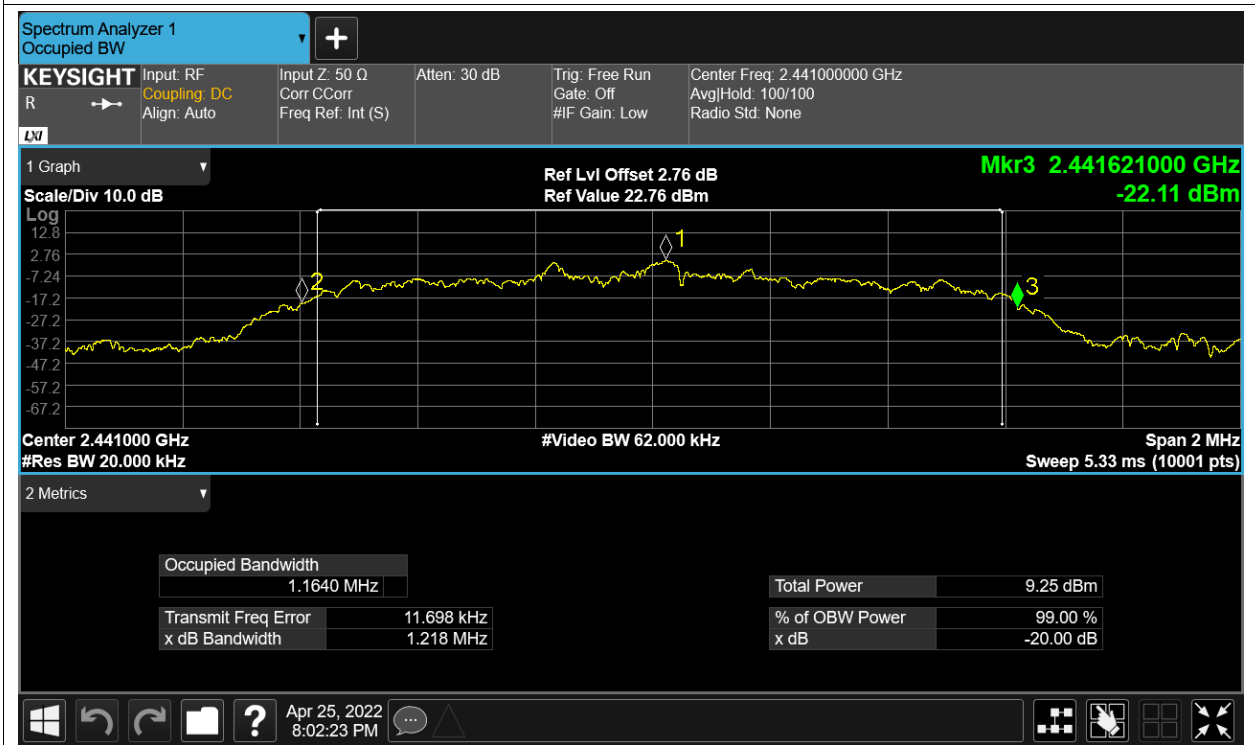 Spectrum Analyzer 1
Occupied BW
KEYSIGHT
R
LXI
Input: RF
Coupling: DC
Align: Auto
Input Z: 50 Ω
Corr CCorr
Freq Ref: Int (S)
Atten: 30 dB
Trig: Free Run
Gate: Off
#IF Gain: Low
Center Freq: 2.441000000 GHz
Avg|Hold: 100/100
Radio Std: None
1 Graph
Scale/Div 10.0 dB
Ref Lvl Offset 2.76 dB
Ref Value 22.76 dBm
Mkr3 2.441621000 GHz
-22.11 dBm
Log
12.8
2.76
-7.24
-17.2
-27.2
-37.2
-47.2
-57.2
-67.2
1
2
3
Center 2.441000 GHz
#Res BW 20.000 kHz
#Video BW 62.000 kHz
Span 2 MHz
Sweep 5.33 ms (10001 pts)
2 Metrics
Occupied Bandwidth
1.1640 MHz
Transmit Freq Error 11.698 kHz
x dB Bandwidth 1.218 MHz
Total Power 9.25 dBm
% of OBW Power 99.00 %
x dB -20.00 dB
?
Apr 25, 2022
8:02:23 PM